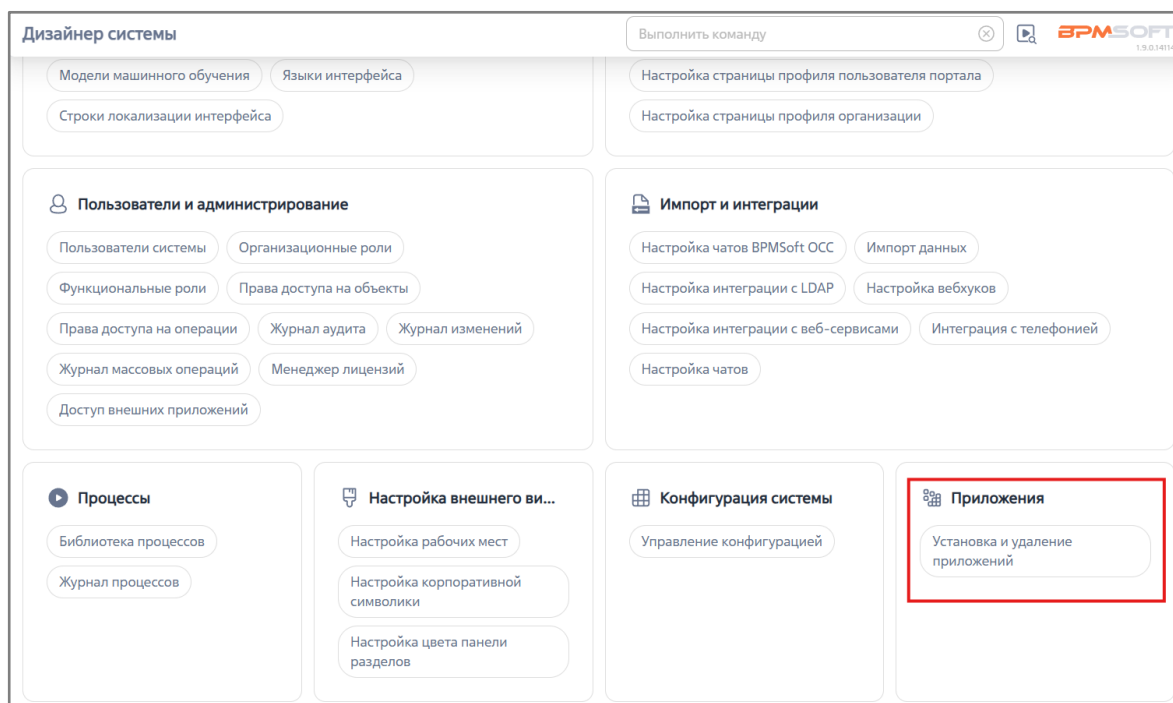 Дизайнер системы
Выполнить команду
BPMSOFT
1.9.0.14114
Модели машинного обучения
Языки интерфейса
Строки локализации интерфейса
Настройка страницы профиля пользователя портала
Настройка страницы профиля организации
Пользователи и администрирование
Пользователи системы
Организационные роли
Функциональные роли
Права доступа на объекты
Права доступа на операции
Журнал аудита
Журнал изменений
Журнал массовых операций
Менеджер лицензий
Доступ внешних приложений
Импорт и интеграции
Настройка чатов BPMSoft ОСС
Импорт данных
Настройка интеграции с LDAP
Настройка вебхуков
Настройка интеграции с веб-сервисами
Интеграция с телефонией
Настройка чатов
Процессы
Библиотека процессов
Журнал процессов
Настройка внешнего ви...
Настройка рабочих мест
Настройка корпоративной
символики
Настройка цвета панели
разделов
Конфигурация системы
Управление конфигурацией
Приложения
Установка и удаление
приложений